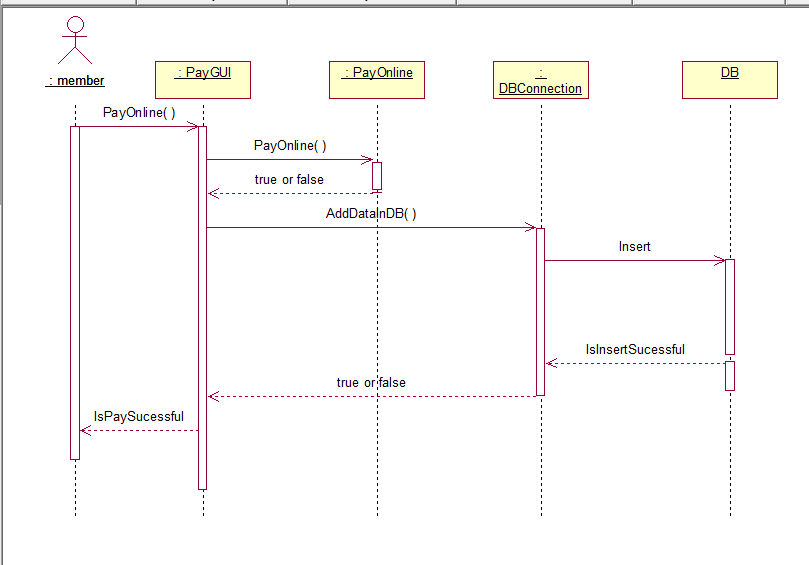 : member
: PayGUI
: PayOnline
:
DBConnection
DB
PayOnline( )
PayOnline( )
true or false
AddDataInDB( )
Insert
IsInsertSucessful
true or false
IsPaySucessful